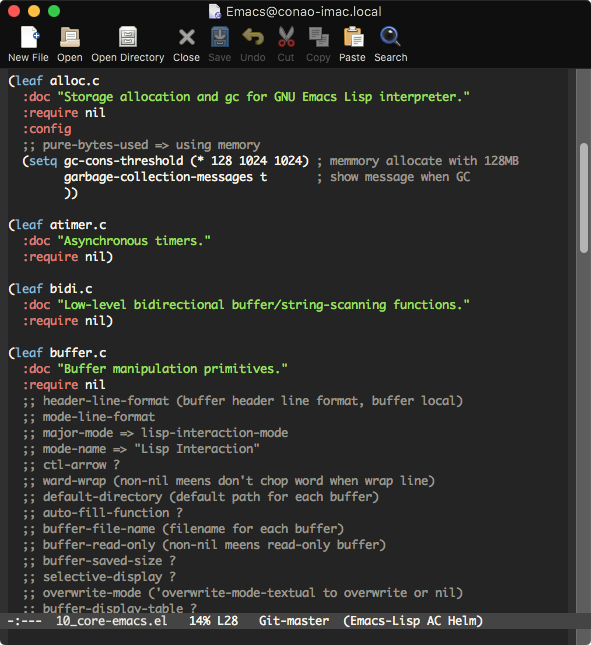 Emacs@conao-imac.local
New File Open Open Directory Close Save Undo Cut Copy Paste Search
(leaf alloc.c
  :doc "Storage allocation and gc for GNU Emacs Lisp interpreter."
  :require nil
  :config
  ;; pure-bytes-used => using memory
  (setq gc-cons-threshold (* 128 1024 1024) ; memmory allocate with 128MB
        garbage-collection-messages t       ; show message when GC
        ))
(leaf atimer.c
  :doc "Asynchronous timers."
  :require nil)
(leaf bidi.c
  :doc "Low-level bidirectional buffer/string-scanning functions."
  :require nil)
(leaf buffer.c
  :doc "Buffer manipulation primitives."
  :require nil
  ;; header-line-format (buffer header line format, buffer local)
  ;; mode-line-format
  ;; major-mode => lisp-interaction-mode
  ;; mode-name => "Lisp Interaction"
  ;; ctl-arrow ?
  ;; ward-wrap (non-nil meens don't chop word when wrap line)
  ;; default-directory (default path for each buffer)
  ;; auto-fill-function ?
  ;; buffer-file-name (filename for each buffer)
  ;; buffer-read-only (non-nil meens read-only buffer)
  ;; buffer-saved-size ?
  ;; selective-display ?
  ;; overwrite-mode ('overwrite-mode-textual to overwrite or nil)
  ;; buffer-display-table ?
-:---  10_core-emacs.el   14% L28   Git-master  (Emacs-Lisp AC Helm)